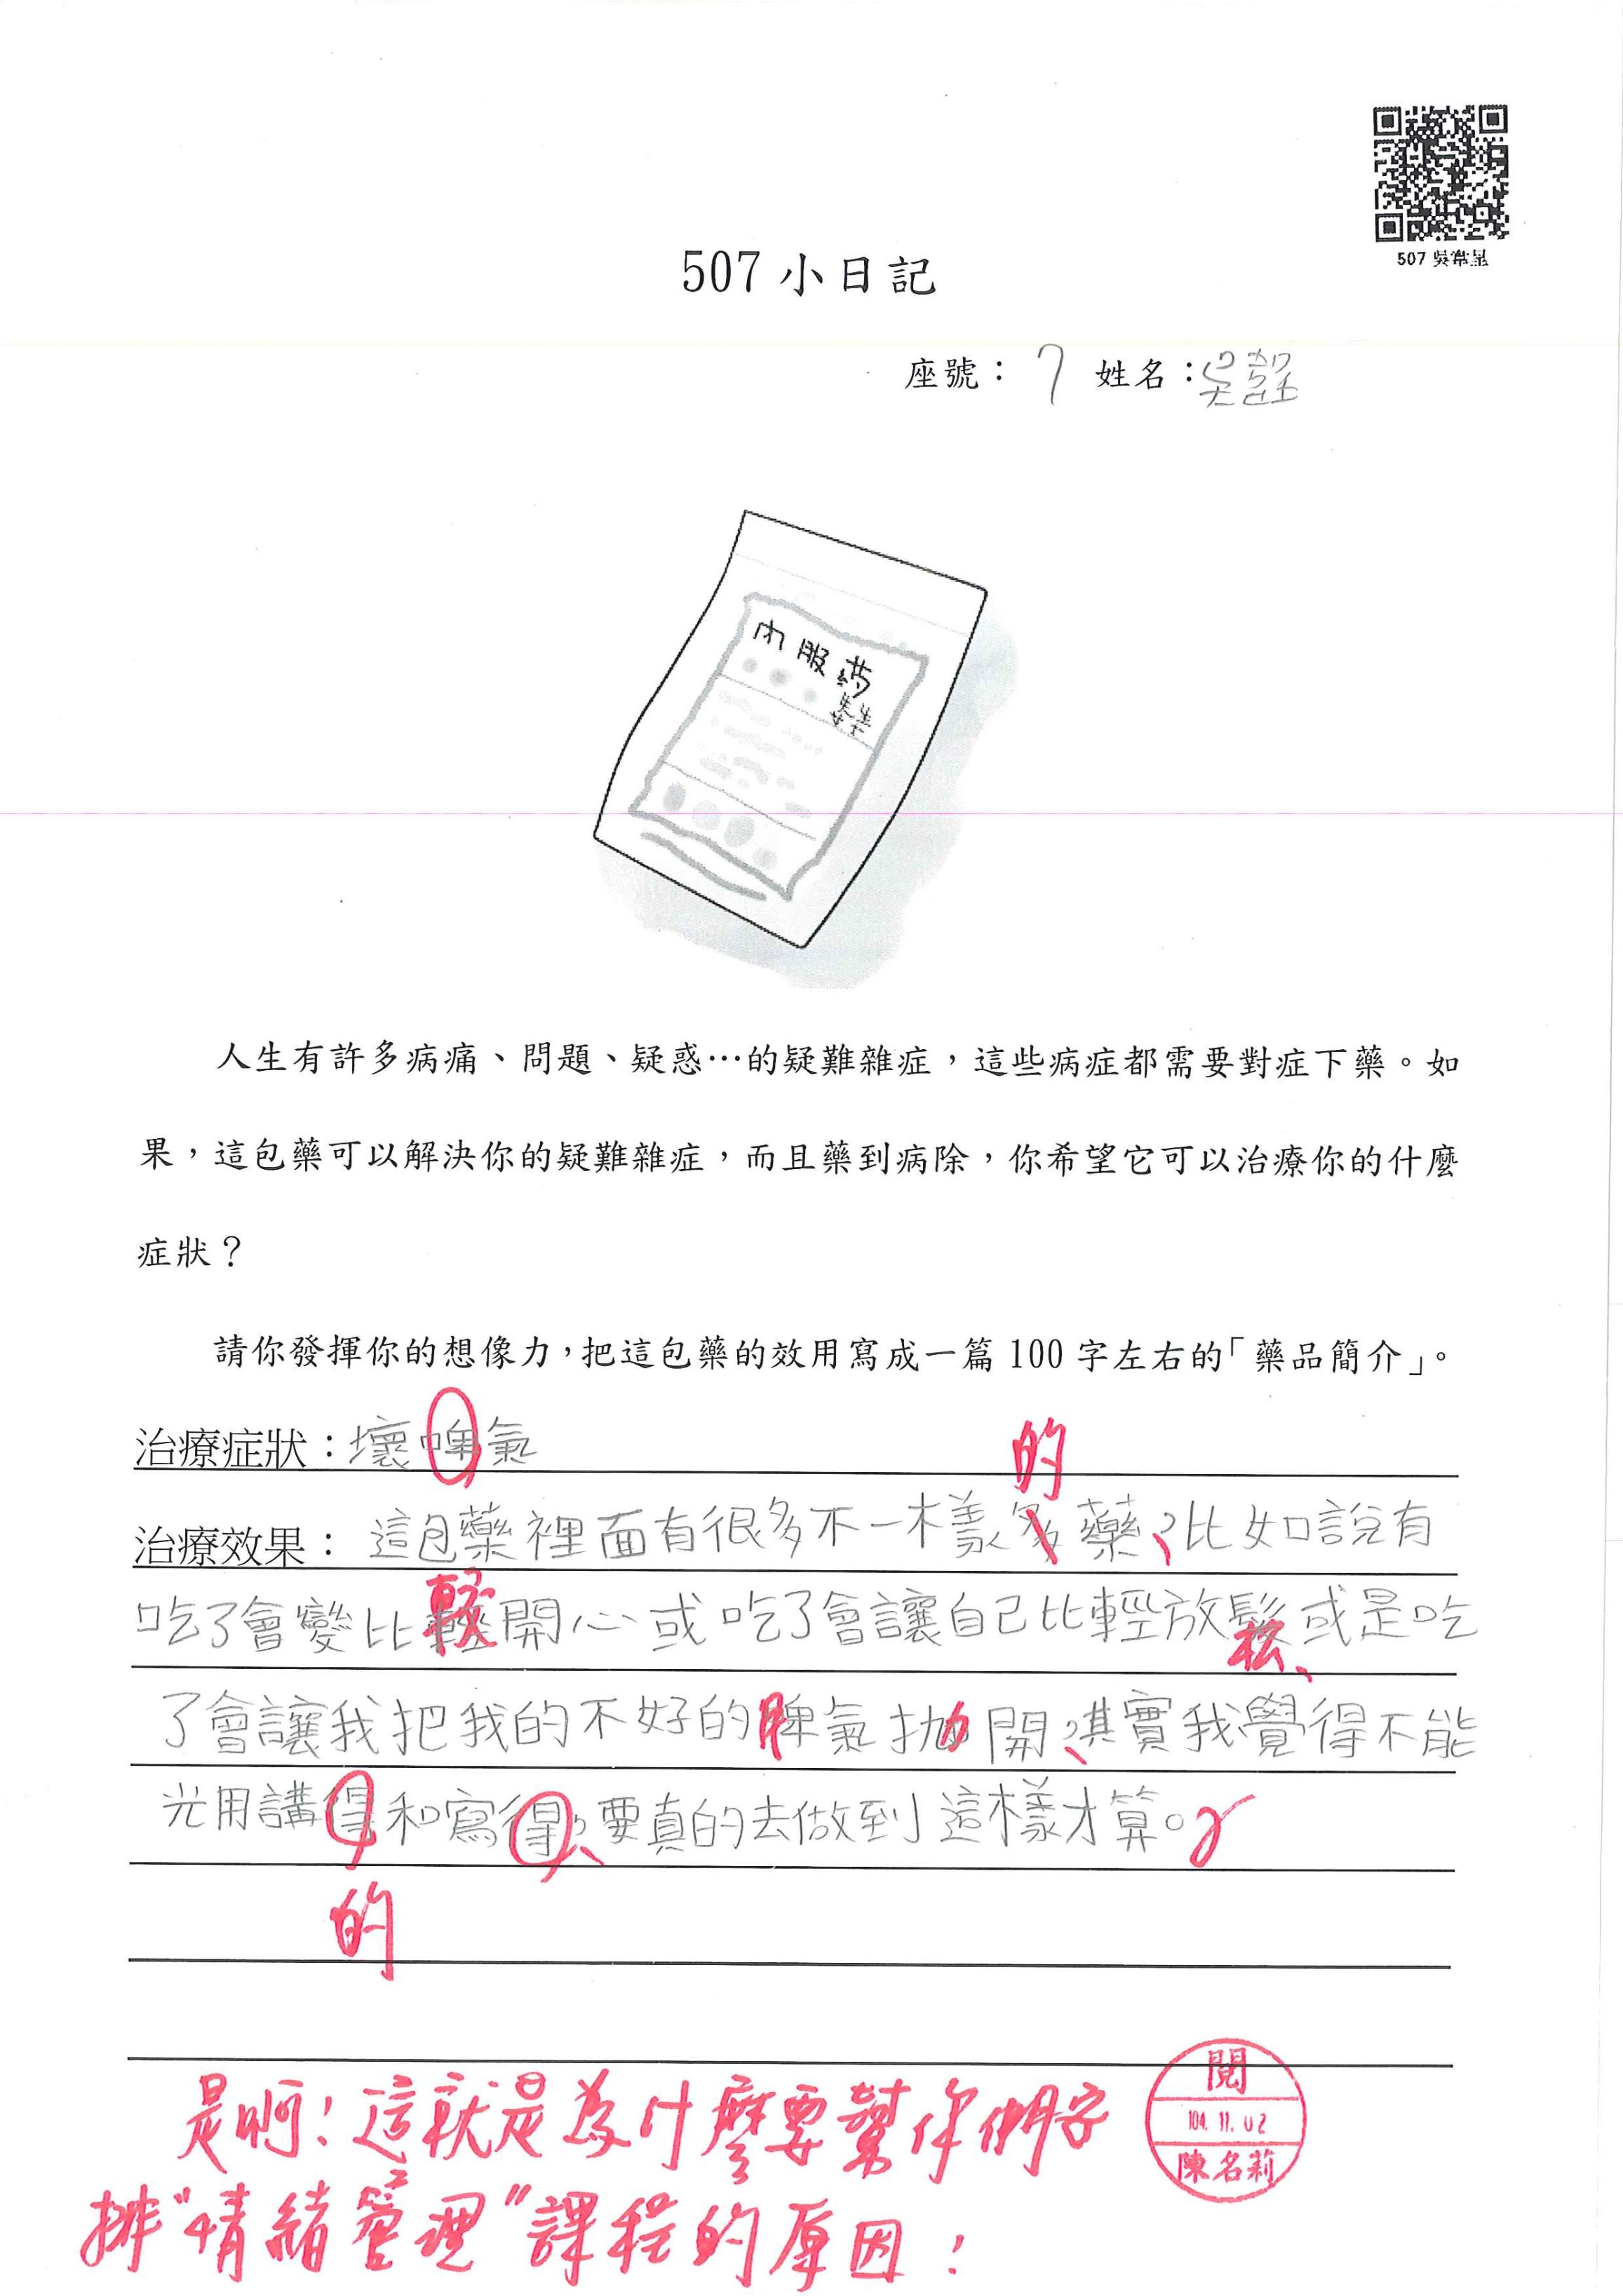 507 小日記
座號：7 姓名：吳
內服藥
人生有許多病痛、問題、疑惑…的疑難雜症，這些病症都需要對症下藥。如
果，這包藥可以解決你的疑難雜症，而且藥到病除，你希望它可以治療你的什麼
症狀？
請你發揮你的想像力，把這包藥的效用寫成一篇 100 字左右的「藥品簡介」。
治療症狀：壞啤氣
的
治療效果：這包藥裡面有很多不一樣多藥，比如說有
吃了會變比較開心或吃了會讓自己比輕放鬆、或是吃
了會讓我把我的不好的脾氣拋開，其實我覺得不能
光用講得和寫得，要真的去做到這樣才算。
的
是啊！這就是為什麼要幫你們安
排"情緒管理"課程的原因！
閱
104. 11. 02
陳名莉